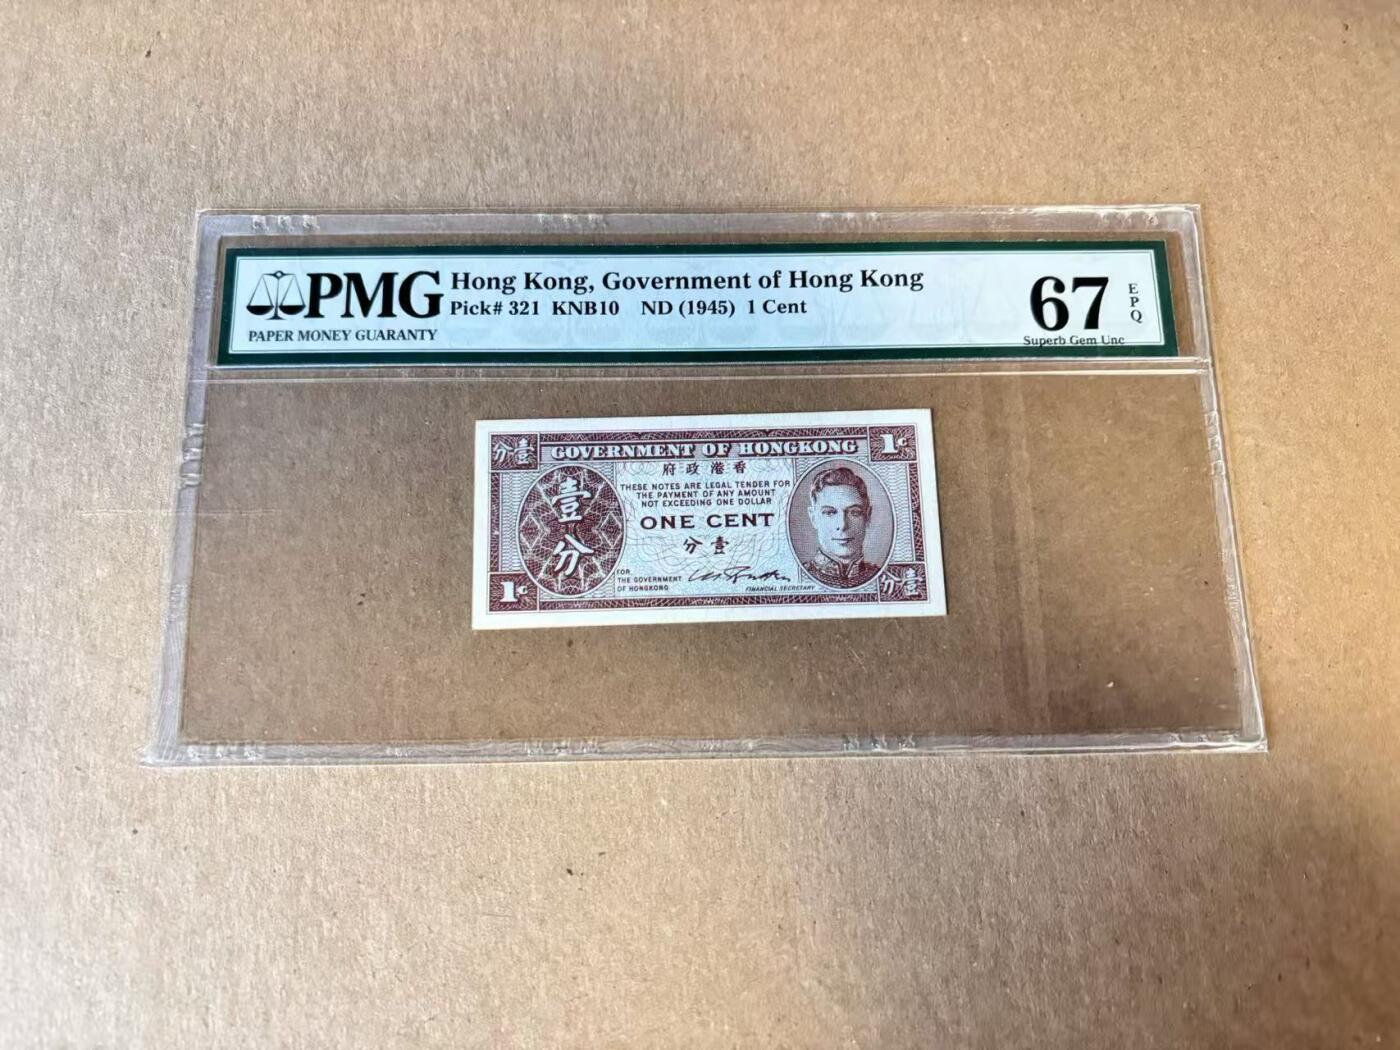 PMG
PAPER MONEY GUARANTY
Hong Kong, Government of Hong Kong
Pick# 321 KNB10 ND (1945) 1 Cent
67
EPQ
Superb Gem Unc
分壹
GOVERNMENT OF HONGKONG
1¢
府政港香
THESE NOTES ARE LEGAL TENDER FOR
THE PAYMENT OF ANY AMOUNT
NOT EXCEEDING ONE DOLLAR
壹分
ONE CENT
分壹
FOR
THE GOVERNMENT
OF HONGKONG
FINANCIAL SECRETARY
1¢
分壹